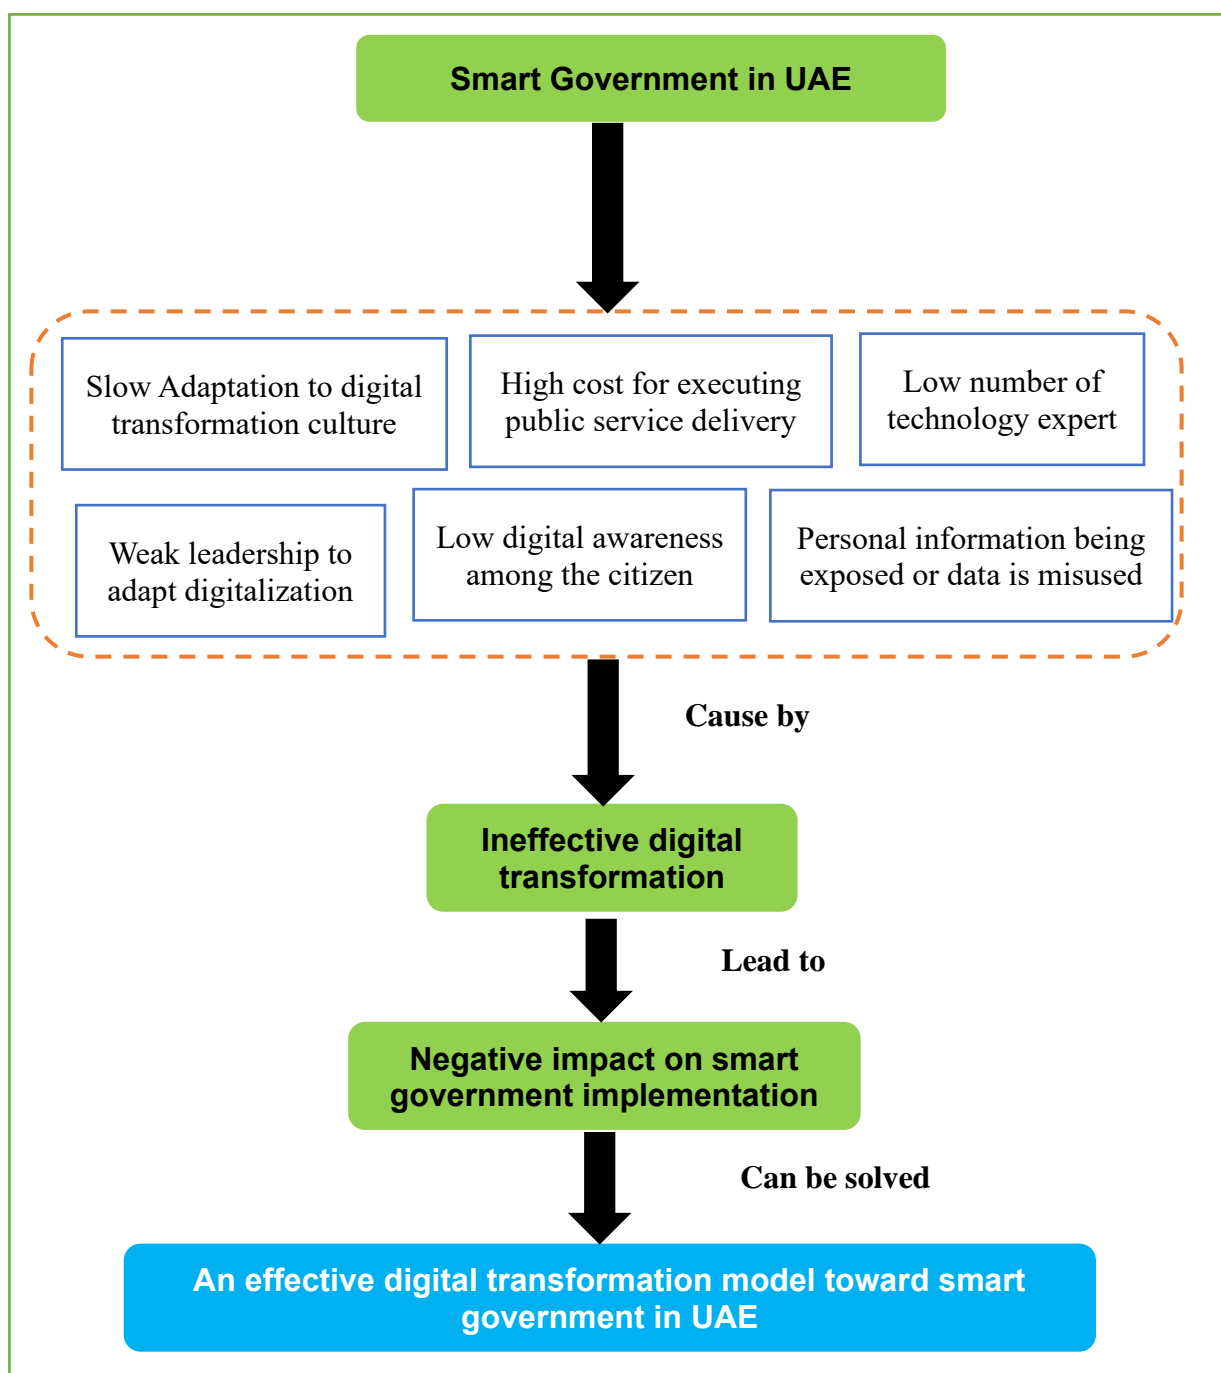 Smart Government in UAE
Slow Adaptation to digital
transformation culture
High cost for executing
public service delivery
Low number of
technology expert
Weak leadership to
adapt digitalization
Low digital awareness
among the citizen
Personal information being
exposed or data is misused
Cause by
Ineffective digital
transformation
Lead to
Negative impact on smart
government implementation
Can be solved
An effective digital transformation model toward smart
government in UAE